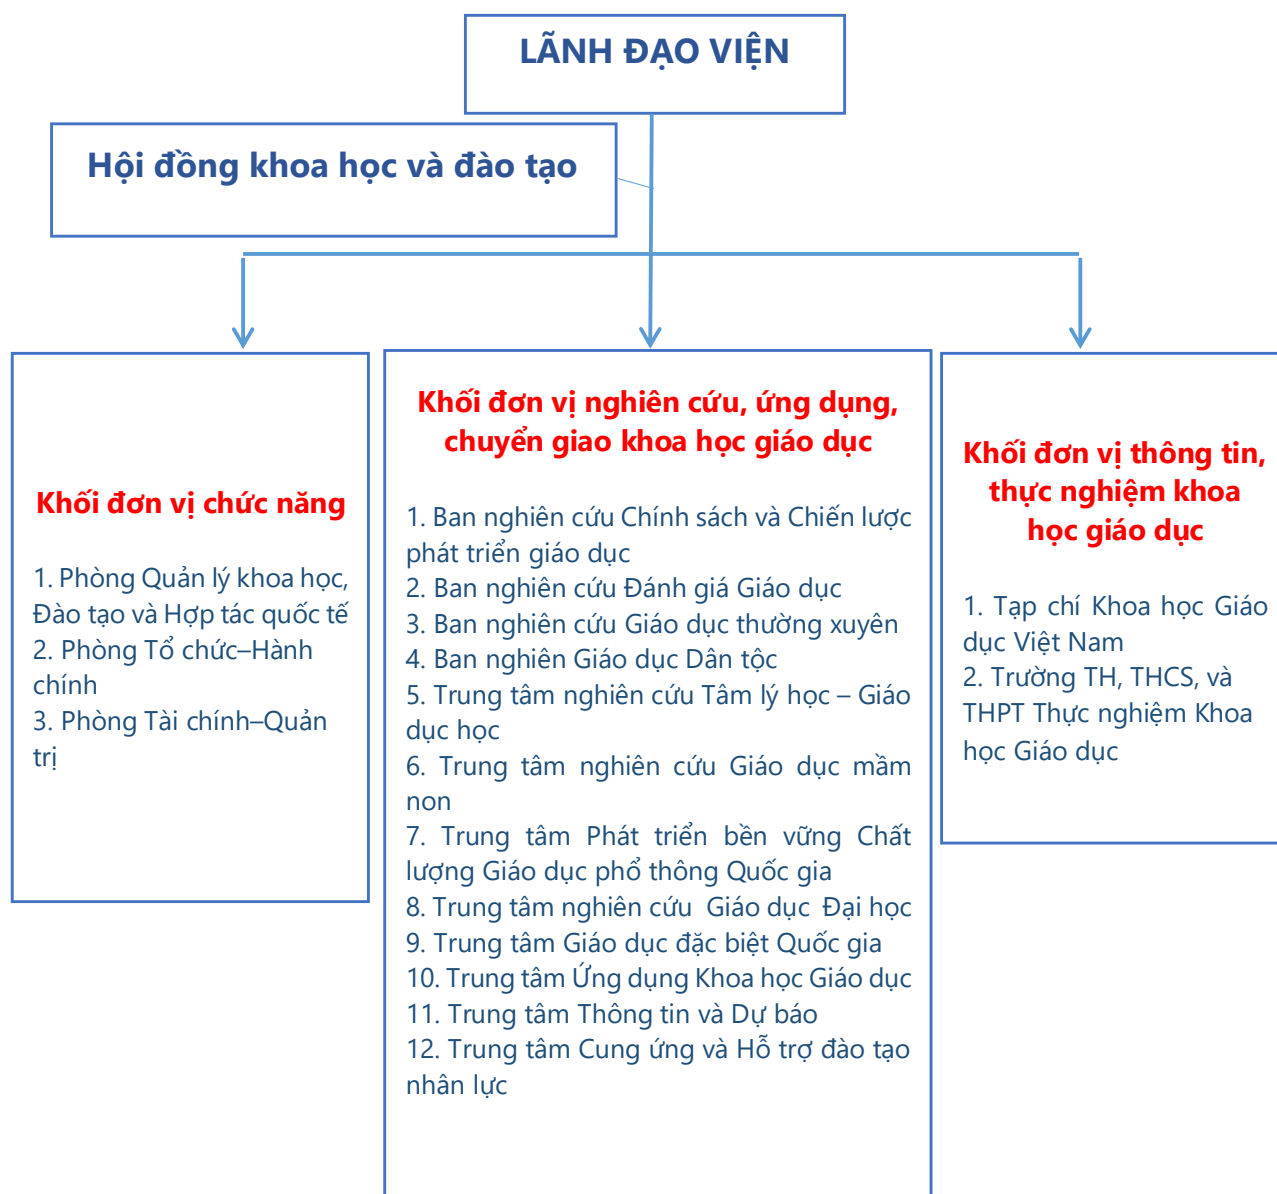 LÃNH ĐẠO VIỆN
Hội đồng khoa học và đào tạo
Khối đơn vị chức năng
1. Phòng Quản lý khoa học,
Đào tạo và Hợp tác quốc tế
2. Phòng Tổ chức–Hành
chính
3. Phòng Tài chính–Quản
trị
Khối đơn vị nghiên cứu, ứng dụng,
chuyển giao khoa học giáo dục
1. Ban nghiên cứu Chính sách và Chiến lược
phát triển giáo dục
2. Ban nghiên cứu Đánh giá Giáo dục
3. Ban nghiên cứu Giáo dục thường xuyên
4. Ban nghiên Giáo dục Dân tộc
5. Trung tâm nghiên cứu Tâm lý học – Giáo
dục học
6. Trung tâm nghiên cứu Giáo dục mầm
non
7. Trung tâm Phát triển bền vững Chất
lượng Giáo dục phổ thông Quốc gia
8. Trung tâm nghiên cứu Giáo dục Đại học
9. Trung tâm Giáo dục đặc biệt Quốc gia
10. Trung tâm Ứng dụng Khoa học Giáo dục
11. Trung tâm Thông tin và Dự báo
12. Trung tâm Cung ứng và Hỗ trợ đào tạo
nhân lực
Khối đơn vị thông tin,
thực nghiệm khoa
học giáo dục
1. Tạp chí Khoa học Giáo
dục Việt Nam
2. Trường TH, THCS, và
THPT Thực nghiệm Khoa
học Giáo dục